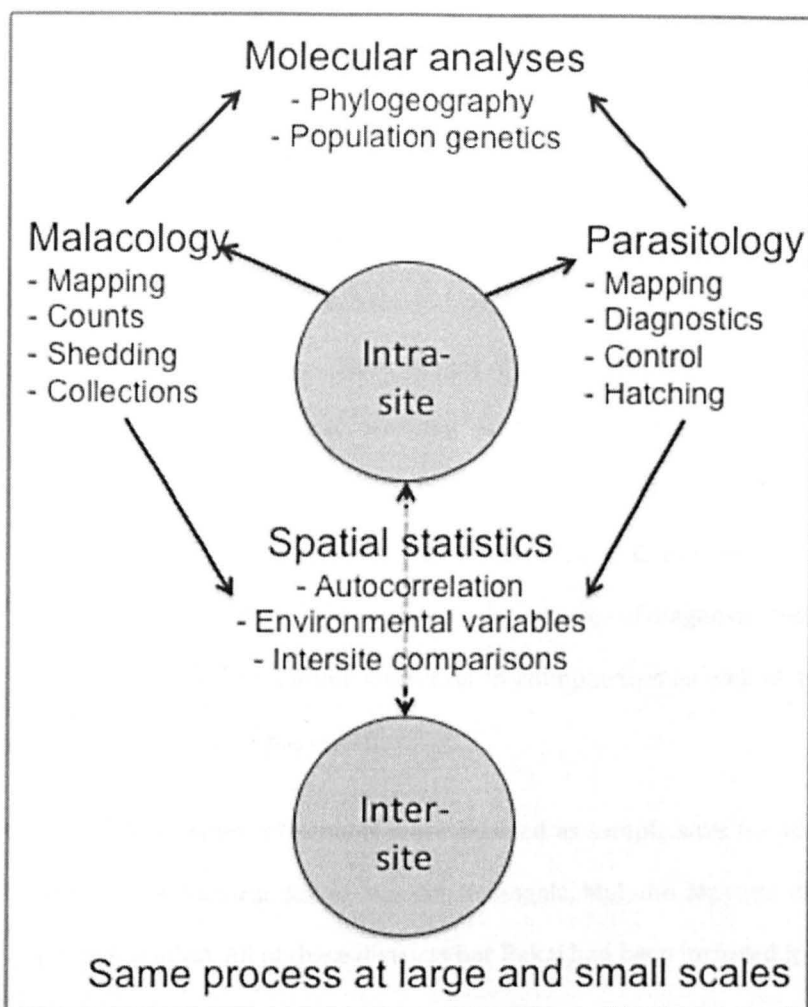 Molecular analyses
- Phylogeography
- Population genetics
Malacology
- Mapping
- Counts
- Shedding
- Collections
Parasitology
- Mapping
- Diagnostics
- Control
- Hatching
Intra-
site
Spatial statistics
- Autocorrelation
- Environmental variables
- Intersite comparisons
Inter-
site
Same process at large and small scales